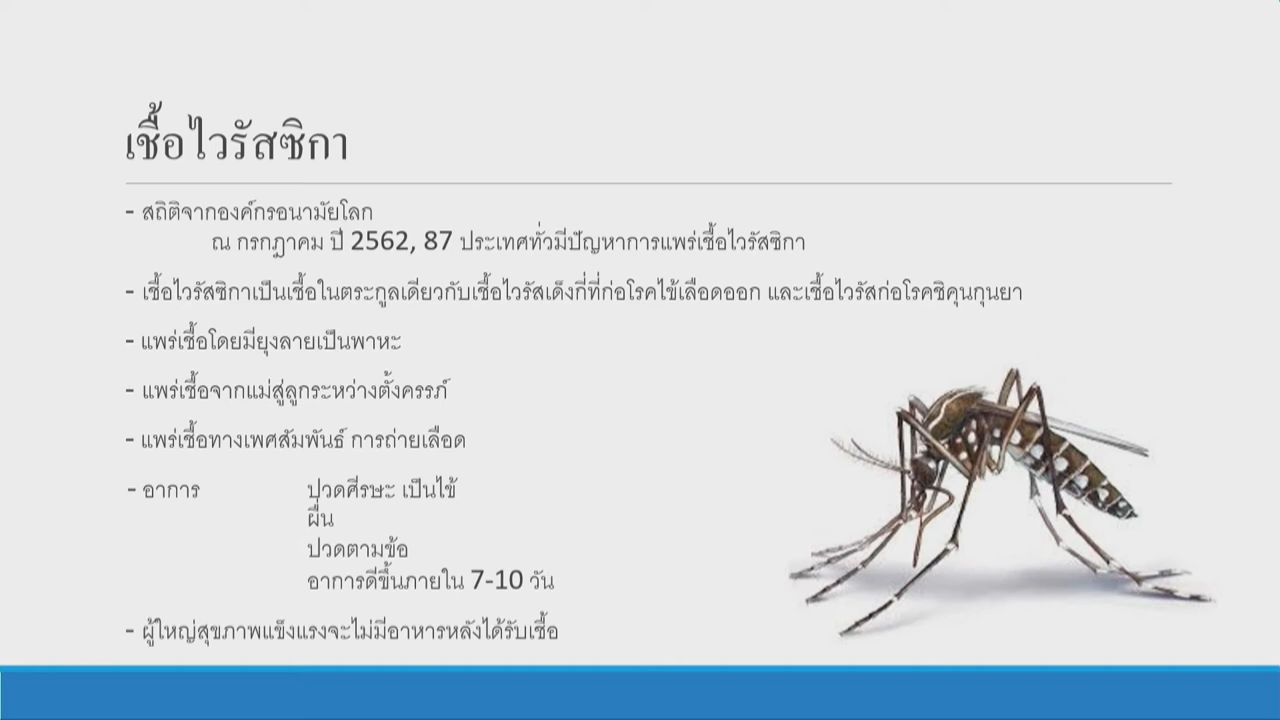 เชื้อไวรัสซิกา
- สถิติจากองค์กรอนามัยโลก
ณ กรกฎาคม ปี 2562, 87 ประเทศทั่วมีปัญหาการแพร่เชื้อไวรัสซิกา
- เชื้อไวรัสซิกาเป็นเชื้อในตระกูลเดียวกับเชื้อไวรัสเด็งกี่ที่ก่อโรคไข้เลือดออก และเชื้อไวรัสก่อโรคชิคุนกุนยา
- แพร่เชื้อโดยมียุงลายเป็นพาหะ
- แพร่เชื้อจากแม่สู่ลูกระหว่างตั้งครรภ์
- แพร่เชื้อทางเพศสัมพันธ์ การถ่ายเลือด
- อาการ ปวดศีรษะ เป็นไข้
ผื่น
ปวดตามข้อ
อาการดีขึ้นภายใน 7-10 วัน
- ผู้ใหญ่สุขภาพแข็งแรงจะไม่มีอาหารหลังได้รับเชื้อ